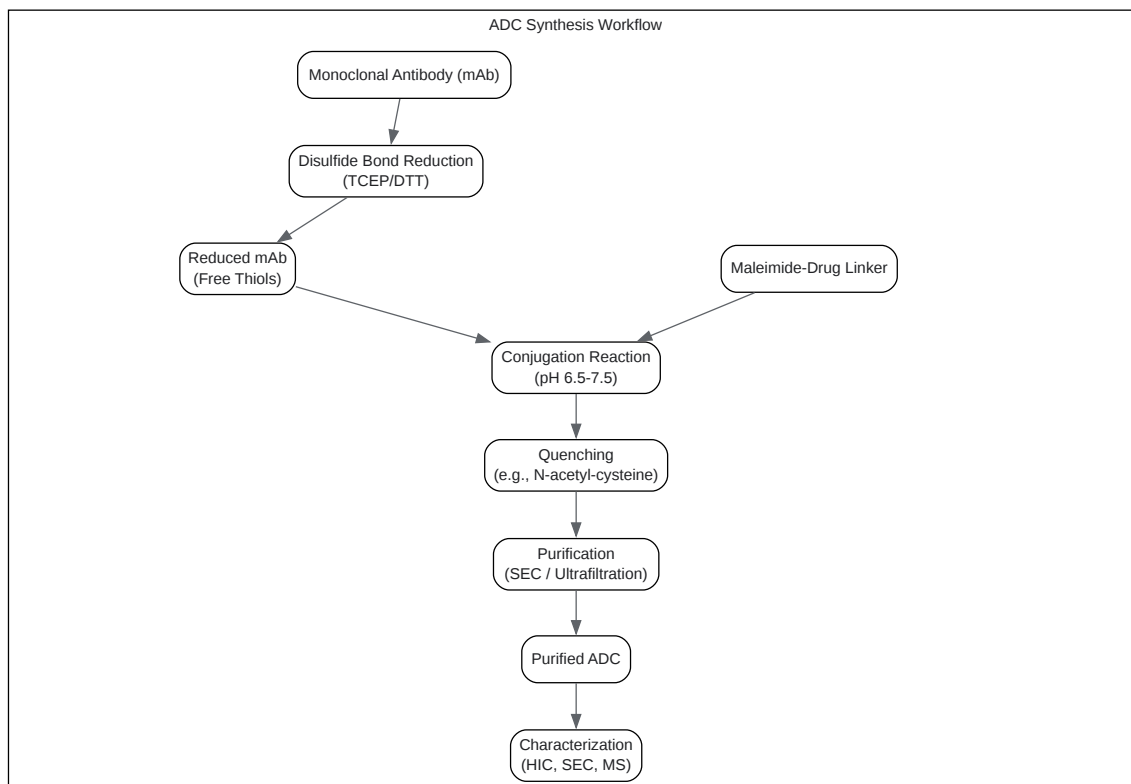 ADC Synthesis Workflow
Monoclonal Antibody (mAb)
Disulfide Bond Reduction
(TCEP/DTT)
Reduced mAb
(Free Thiols)
Maleimide-Drug Linker
Conjugation Reaction
(pH 6.5-7.5)
Quenching
(e.g., N-acetyl-cysteine)
Purification
(SEC / Ultrafiltration)
Purified ADC
Characterization
(HIC, SEC, MS)